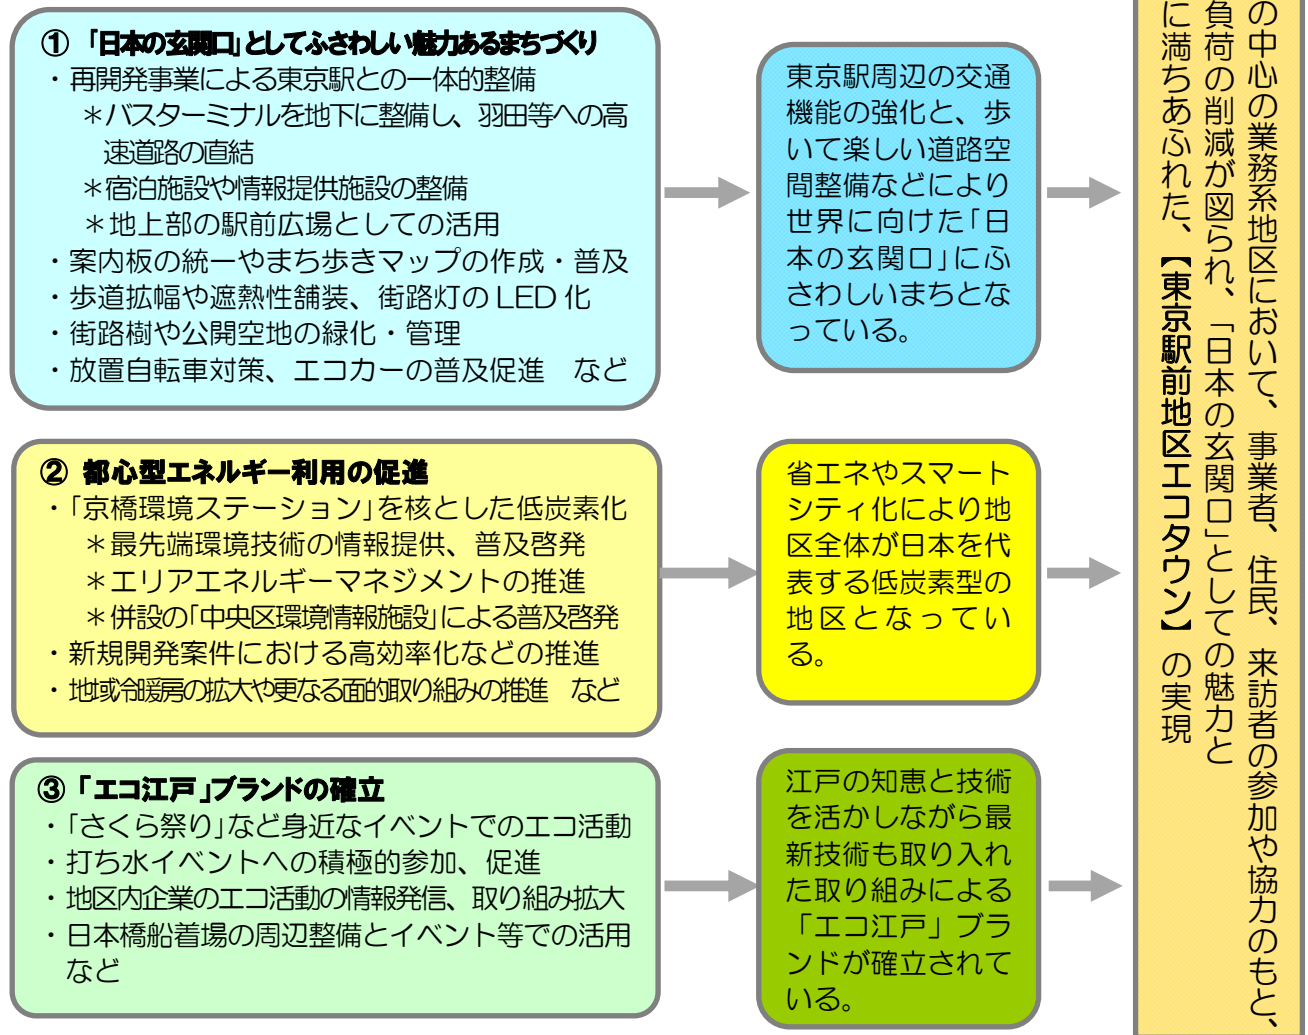 ① 「日本の玄関口」としてふさわしい魅力あるまちづくり
・再開発事業による東京駅との一体的整備
＊バスターミナルを地下に整備し、羽田等への高
速道路の直結
＊宿泊施設や情報提供施設の整備
＊地上部の駅前広場としての活用
・案内板の統一やまち歩きマップの作成・普及
・歩道拡幅や遮熱性舗装、街路灯の LED 化
・街路樹や公開空地の緑化・管理
・放置自転車対策、エコカーの普及促進　など
東京駅周辺の交通
機能の強化と、歩
いて楽しい道路空
間整備などにより
世界に向けた「日
本の玄関口」にふ
さわしいまちとな
っている。
② 都心型エネルギー利用の促進
・「京橋環境ステーション」を核とした低炭素化
＊最先端環境技術の情報提供、普及啓発
＊エリアエネルギーマネジメントの推進
＊併設の「中央区環境情報施設」による普及啓発
・新規開発案件における高効率化などの推進
・地域冷暖房の拡大や更なる面的取り組みの推進　など
省エネやスマート
シティ化により地
区全体が日本を代
表する低炭素型の
地区となってい
る。
③ 「エコ江戸」ブランドの確立
・「さくら祭り」など身近なイベントでのエコ活動
・打ち水イベントへの積極的参加、促進
・地区内企業のエコ活動の情報発信、取り組み拡大
・日本橋船着場の周辺整備とイベント等での活用
など
江戸の知恵と技術
を活かしながら最
新技術も取り入れ
た取り組みによる
「エコ江戸」ブラ
ンドが確立されて
いる。
の中心の業務系地区において、事業者、住民、来訪者の参加や協力のもと、
負荷の削減が図られ、「日本の玄関口」としての魅力と
に満ちあふれた、【東京駅前地区エコタウン】の実現